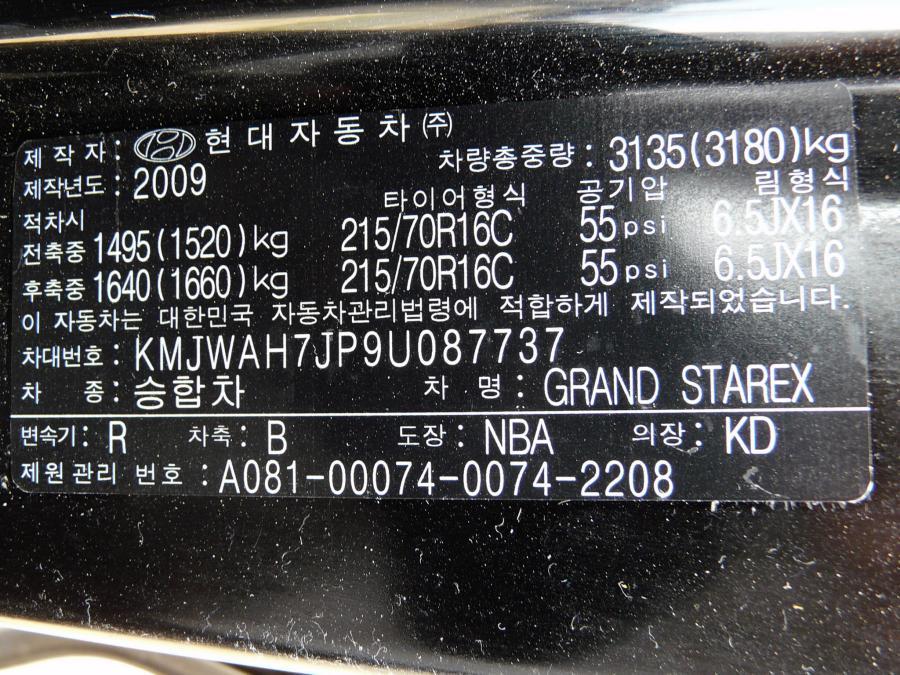 제 작 자 : 현대자동차㈜
차량총중량 : 3135(3180)kg
제작년도 : 2009
적차시 타이어형식 공기압 림형식
전축중 1495(1520)kg 215/70R16C 55psi 6.5JX16
후축중 1640(1660)kg 215/70R16C 55psi 6.5JX16
이 자동차는 대한민국 자동차관리법령에 적합하게 제작되었습니다.
차대번호 : KMJWAH7JP9U087737
차 종 : 승합차 차 명 : GRAND STAREX
변속기 : R 차축 : B 도장 : NBA 의장 : KD
제원관리 번호 : A081-00074-0074-2208